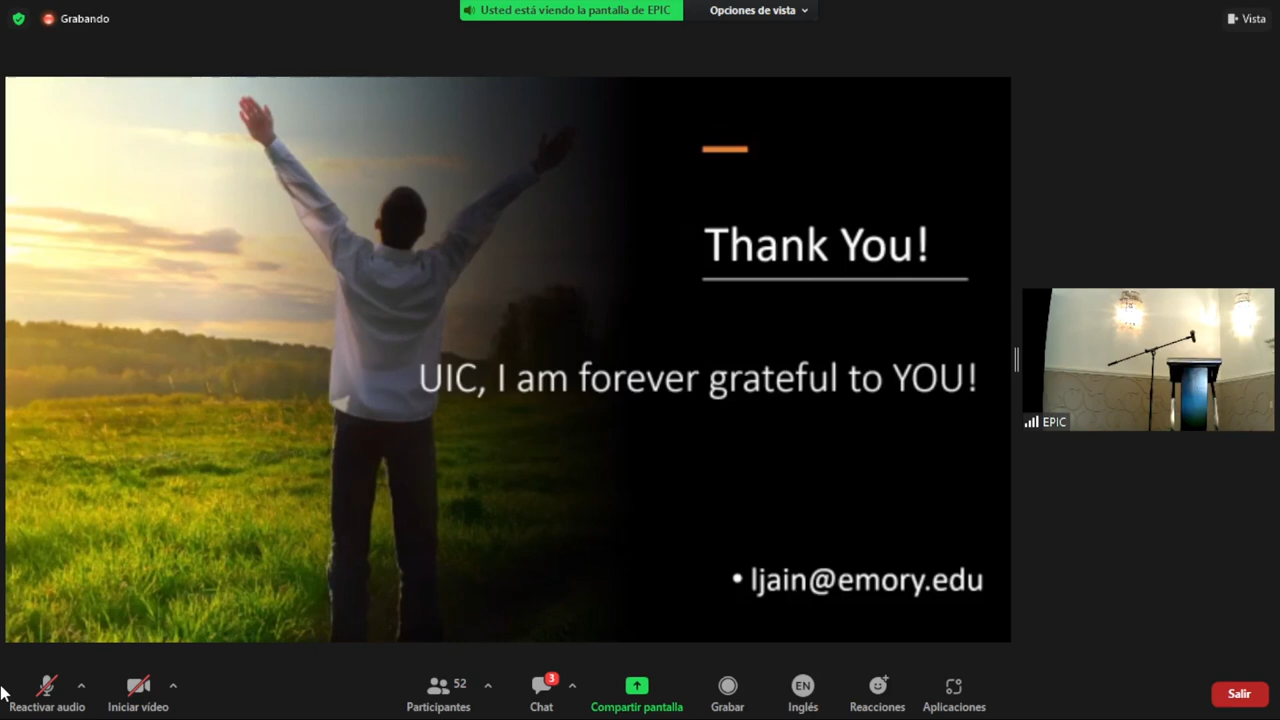 Grabando
Usted está viendo la pantalla de EPIC
Opciones de vista
Vista
Thank You!
UIC, I am forever grateful to YOU!
• ljain@emory.edu
EPIC
Reactivar audio
Iniciar vídeo
52
Participantes
3
Chat
Compartir pantalla
Grabar
EN
Inglés
Reacciones
Aplicaciones
Salir